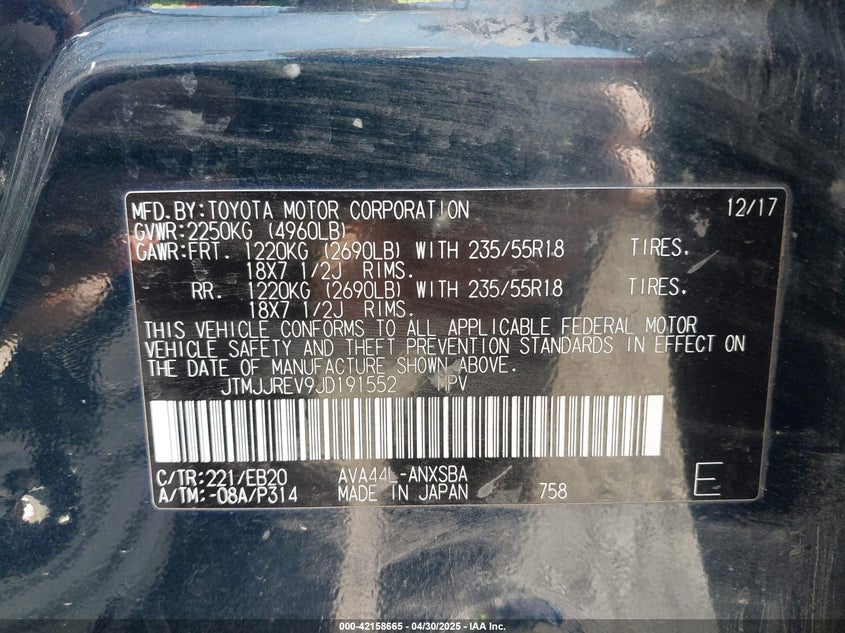 MFD.BY:TOYOTA MOTOR CORPORATION 12/17
GVWR:2250KG (4960LB)
GAWR:FRT. 1220KG (2690LB) WITH 235/55R18 TIRES.
18X7 1/2J RIMS.
RR. 1220KG (2690LB) WITH 235/55R18 TIRES.
18X7 1/2J RIMS.
THIS VEHICLE CONFORMS TO ALL APPLICABLE FEDERAL MOTOR
VEHICLE SAFETY AND THEFT PREVENTION STANDARDS IN EFFECT ON
THE DATE OF MANUFACTURE SHOWN ABOVE.
JTMJJREV9JD191552 MPV
C/TR:221/EB20 AVA44L-ANXSBA
A/TM:-08A/P314 MADE IN JAPAN 758 E
000-42158665 - 04/30/2025 - IAA Inc.